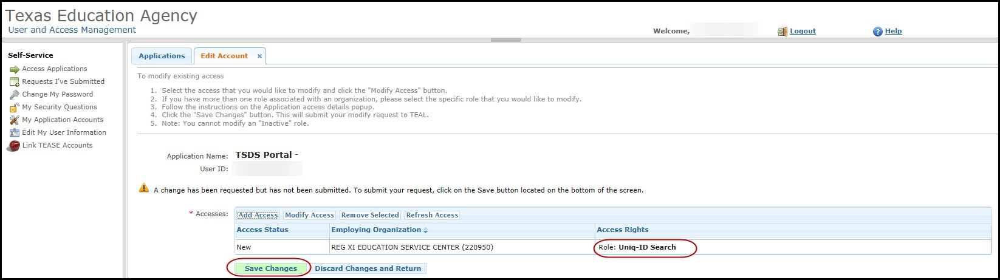 Texas Education Agency
User and Access Management
Welcome,
Logout
Help
Self-Service
Access Applications
Requests I've Submitted
Change My Password
My Security Questions
My Application Accounts
Edit My User Information
Link TEASE Accounts
Applications
Edit Account
To modify existing access
1. Select the access that you would like to modify and click the "Modify Access" button.
2. If you have more than one role associated with an organization, please select the specific role that you would like to modify.
3. Follow the instructions on the Application access details popup.
4. Click the "Save Changes" button. This will submit your modify request to TEAL.
5. Note: You cannot modify an "Inactive" role.
Application Name: TSDS Portal -
User ID:
A change has been requested but has not been submitted. To submit your request, click on the Save button located on the bottom of the screen.
* Accesses: Add Access Modify Access Remove Selected Refresh Access
Access Status Employing Organization Access Rights
New REG XI EDUCATION SERVICE CENTER (220950) Role: Uniq-ID Search
Save Changes Discard Changes and Return